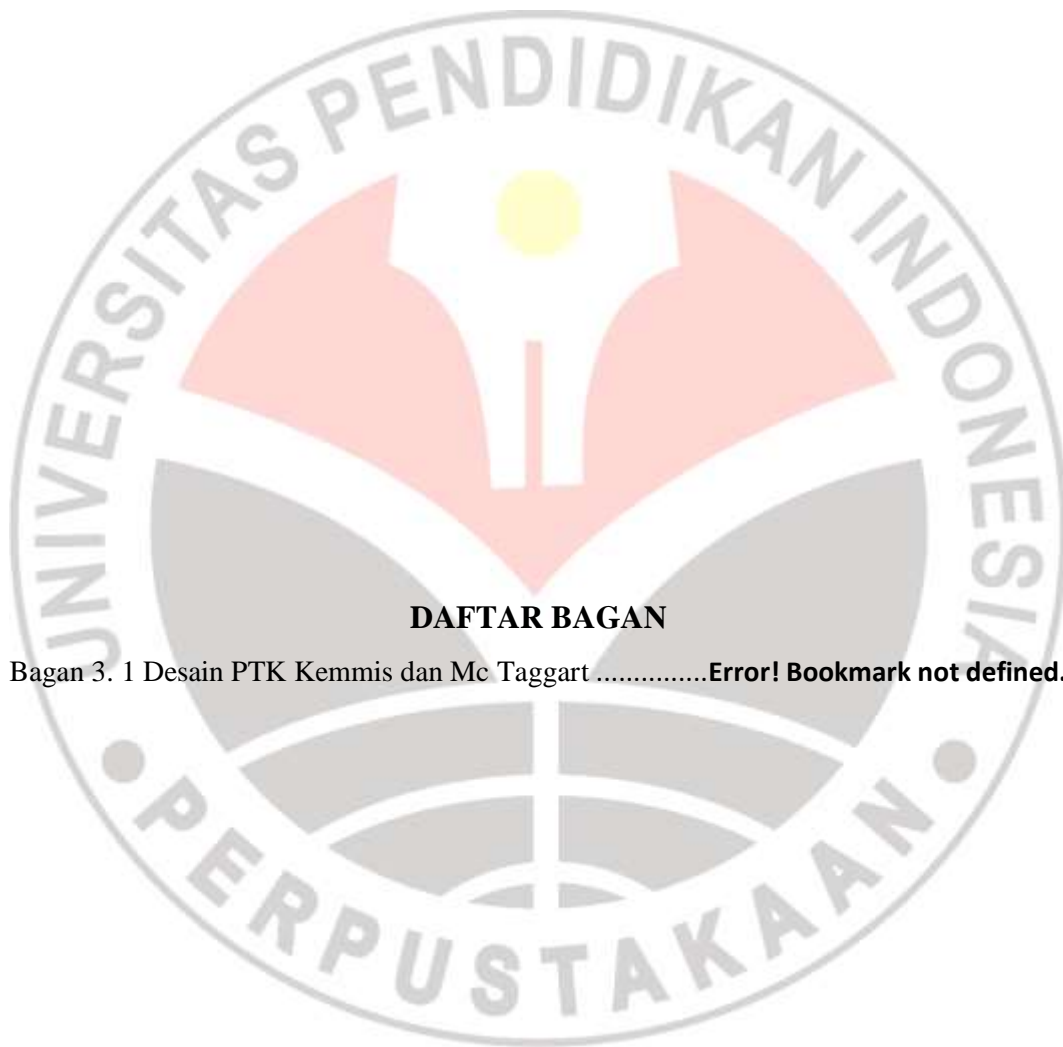 UNIVERSITAS PENDIDIKAN INDONESIA
DAFTAR BAGAN
Bagan 3. 1 Desain PTK Kemmis dan Mc Taggart ...............Error! Bookmark not defined.
PERPUSTAKAAN